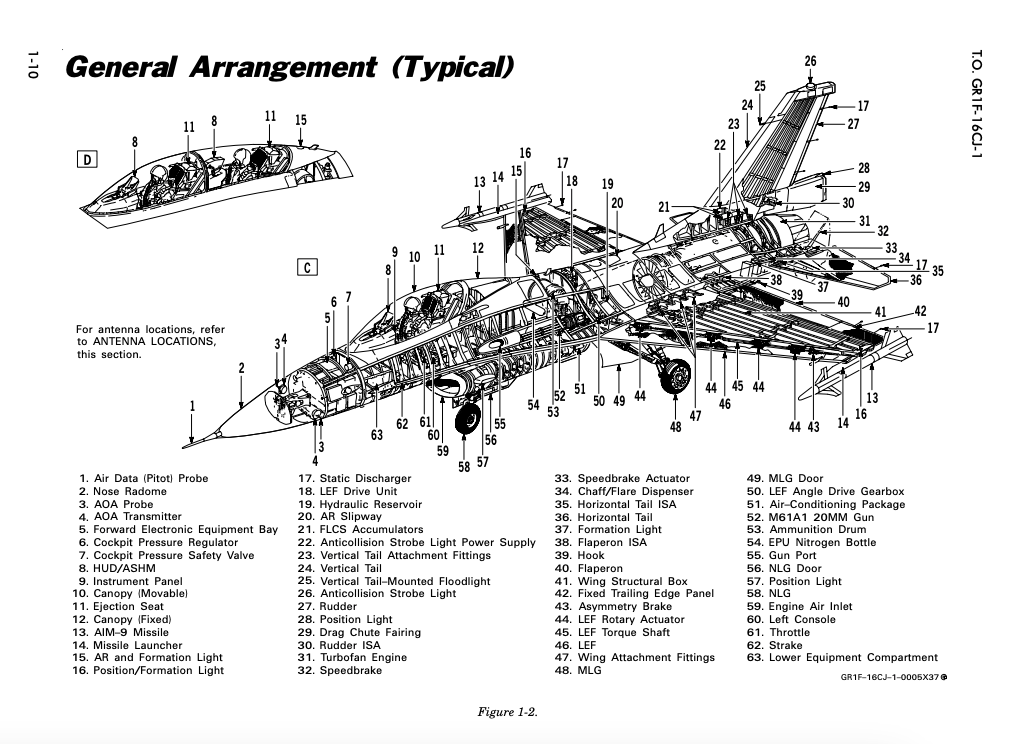 1-10
General Arrangement (Typical)
T.O. GR1F-16CJ-1
26
25
17
24
27
23
22
28
29
21
30
31
32
33
34
17
35
36
37
38
39
40
41
42
17
8
11
8
11
15
D
16
15
17
14
13
18
19
20
12
11
10
9
8
C
7
6
5
For antenna locations, refer
to ANTENNA LOCATIONS,
this section.
3
4
2
1
3
4
63
62
61
60
59
58
57
56
55
54
53
52
51
50
49
44
48
47
46
44
45
44
44
43
14
16
13
1. Air Data (Pitot) Probe
2. Nose Radome
3. AOA Probe
4. AOA Transmitter
5. Forward Electronic Equipment Bay
6. Cockpit Pressure Regulator
7. Cockpit Pressure Safety Valve
8. HUD/ASHM
9. Instrument Panel
10. Canopy (Movable)
11. Ejection Seat
12. Canopy (Fixed)
13. AIM–9 Missile
14. Missile Launcher
15. AR and Formation Light
16. Position/Formation Light
17. Static Discharger
18. LEF Drive Unit
19. Hydraulic Reservoir
20. AR Slipway
21. FLCS Accumulators
22. Anticollision Strobe Light Power Supply
23. Vertical Tail Attachment Fittings
24. Vertical Tail
25. Vertical Tail–Mounted Floodlight
26. Anticollision Strobe Light
27. Rudder
28. Position Light
29. Drag Chute Fairing
30. Rudder ISA
31. Turbofan Engine
32. Speedbrake
33. Speedbrake Actuator
34. Chaff/Flare Dispenser
35. Horizontal Tail ISA
36. Horizontal Tail
37. Formation Light
38. Flaperon ISA
39. Hook
40. Flaperon
41. Wing Structural Box
42. Fixed Trailing Edge Panel
43. Asymmetry Brake
44. LEF Rotary Actuator
45. LEF Torque Shaft
46. LEF
47. Wing Attachment Fittings
48. MLG
49. MLG Door
50. LEF Angle Drive Gearbox
51. Air–Conditioning Package
52. M61A1 20MM Gun
53. Ammunition Drum
54. EPU Nitrogen Bottle
55. Gun Port
56. NLG Door
57. Position Light
58. NLG
59. Engine Air Inlet
60. Left Console
61. Throttle
62. Strake
63. Lower Equipment Compartment
GR1F–16CJ–1–0005X37
Figure 1-2.